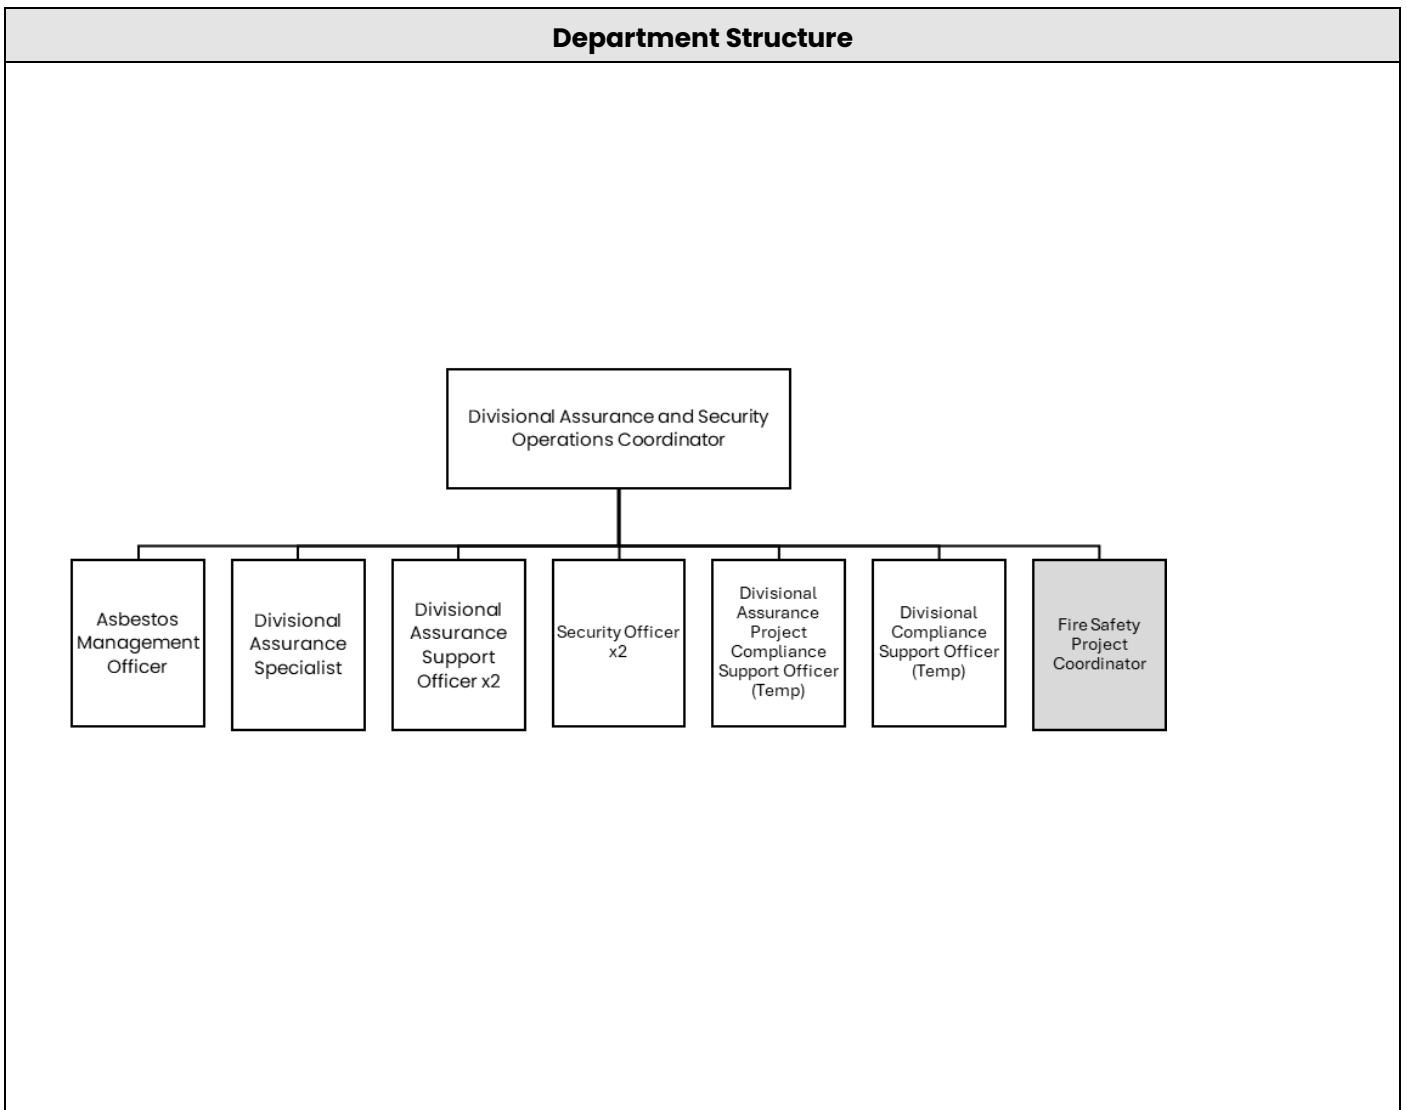 Department Structure
Divisional Assurance and Security
Operations Coordinator
Asbestos
Management
Officer
Divisional
Assurance
Specialist
Divisional
Assurance
Support
Officer x2
Security Officer
x2
Divisional
Assurance
Project
Compliance
Support Officer
(Temp)
Divisional
Compliance
Support Officer
(Temp)
Fire Safety
Project
Coordinator